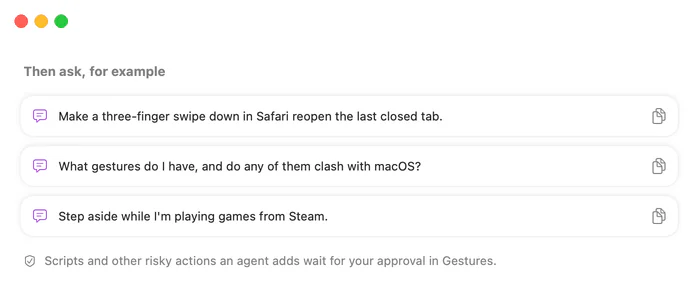 Then ask, for example
Make a three-finger swipe down in Safari reopen the last closed tab.
What gestures do I have, and do any of them clash with macOS?
Step aside while I'm playing games from Steam.
Scripts and other risky actions an agent adds wait for your approval in Gestures.